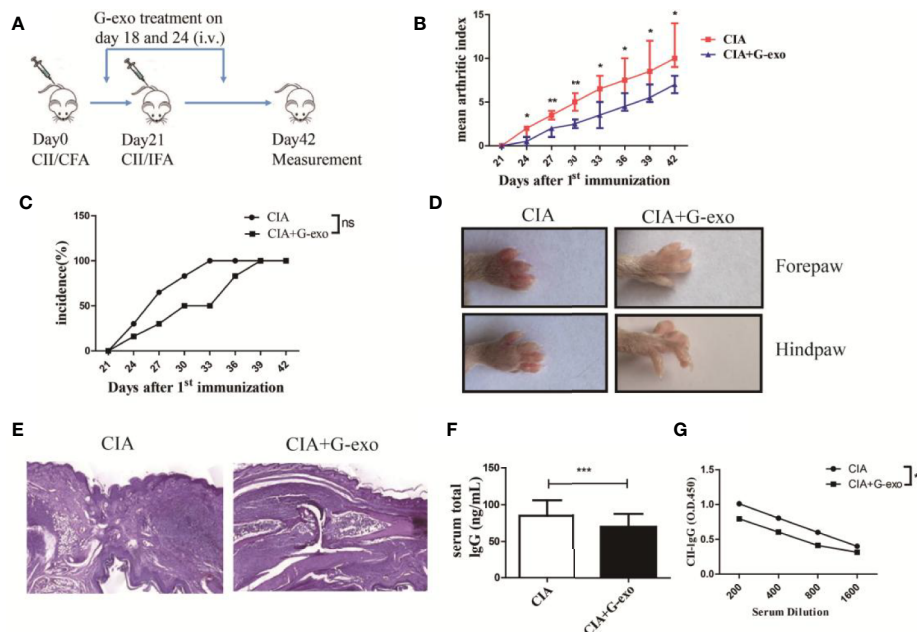 A
G-exo treatment on
day 18 and 24 (i.v.)
Day0
CII/CFA
Day21
CII/IFA
Day42
Measurement
B
mean arthritic index
15
10
5
0
* ** ** * * * *
CIA
CIA+G-exo
21 24 27 30 33 36 39 42
Days after 1st immunization
C
incidence(%)
150
100
50
0
CIA
CIA+G-exo
ns
21 24 27 30 33 36 39 42
Days after 1st immunization
D
CIA CIA+G-exo
Forepaw
Hindpaw
E
CIA CIA+G-exo
F
serum total
IgG (ng/mL)
150
100
50
0
***
CIA CIA+G-exo
G
CII-IgG (O.D.450)
1.5
1.0
0.5
0.0
CIA
CIA+G-exo
200 400 800 1600
Serum Dilution